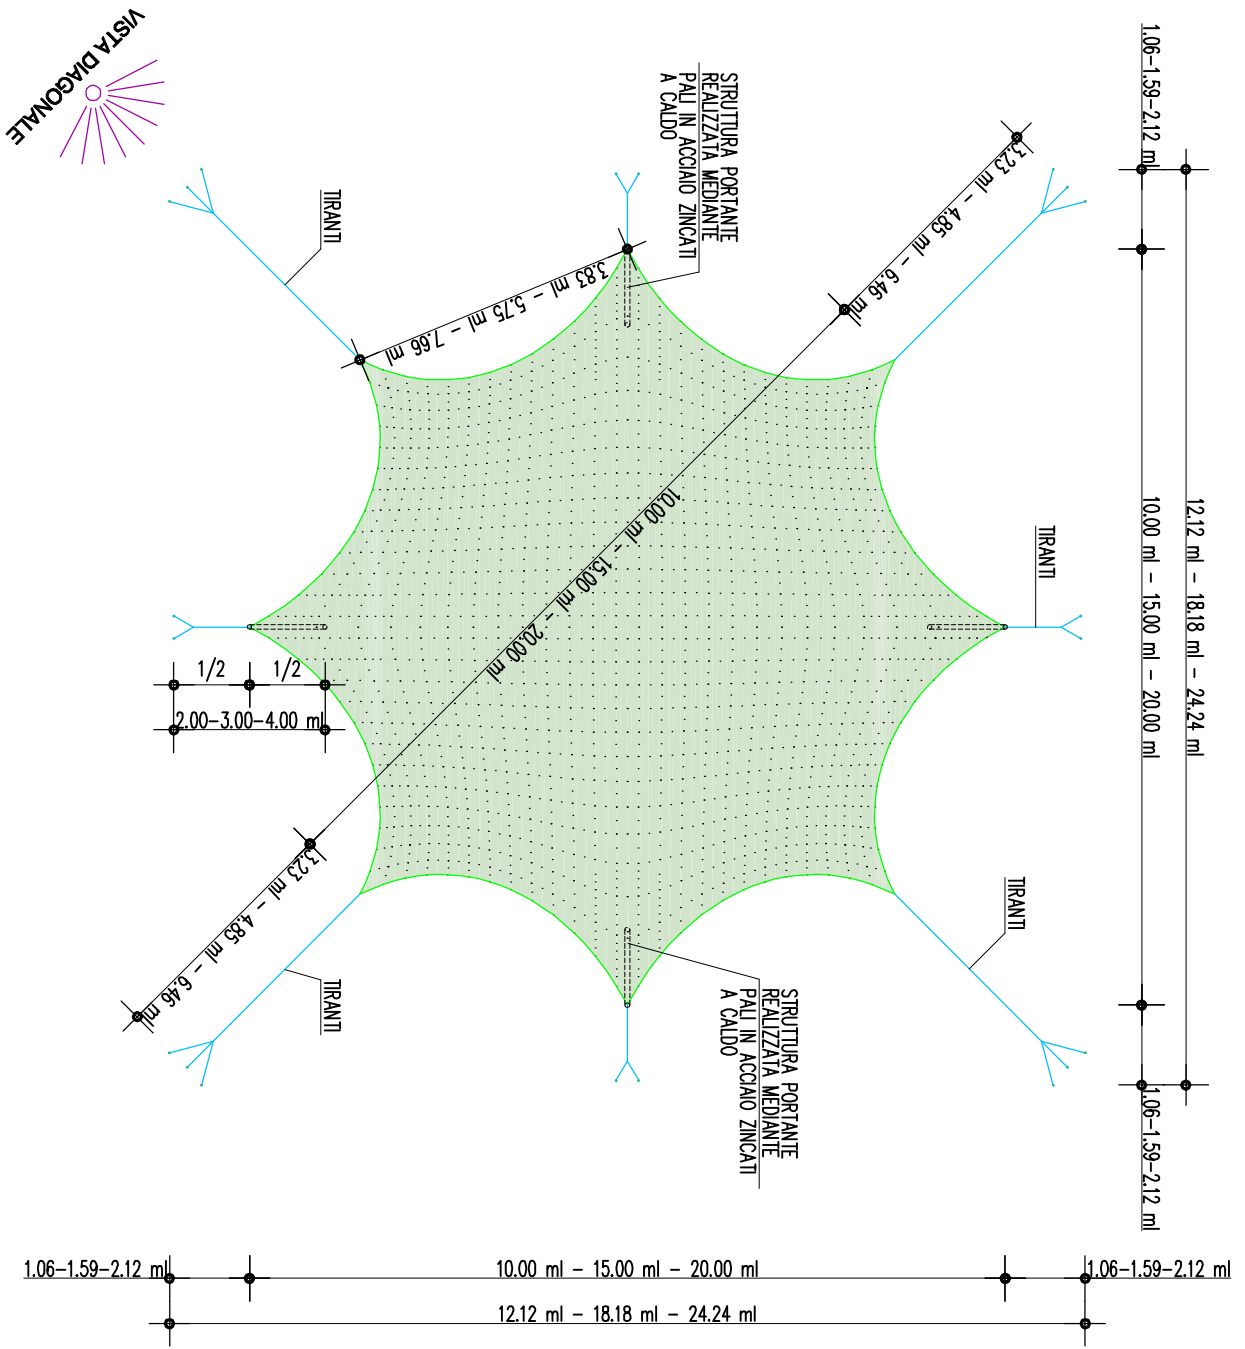 VISTA DIAGONALE
STRUTTURA PORTANTE
REALIZZATA MEDIANTE
PALI IN ACCIAIO ZINCATI
A CALDO
1.06-1.59-2.12 ml
3.23 ml - 4.85 ml - 6.46 ml
TIRANTI
3.83 ml - 5.75 ml - 7.66 ml
10.00 ml - 15.00 ml - 20.00 ml
TIRANTI
10.00 ml - 15.00 ml - 20.00 ml
12.12 ml - 18.18 ml - 24.24 ml
1/2
1/2
2.00-3.00-4.00 ml
3.23 ml - 4.85 ml - 6.46 ml
TIRANTI
TIRANTI
STRUTTURA PORTANTE
REALIZZATA MEDIANTE
PALI IN ACCIAIO ZINCATI
A CALDO
1.06-1.59-2.12 ml
1.06-1.59-2.12 ml
10.00 ml - 15.00 ml - 20.00 ml
1.06-1.59-2.12 ml
12.12 ml - 18.18 ml - 24.24 ml